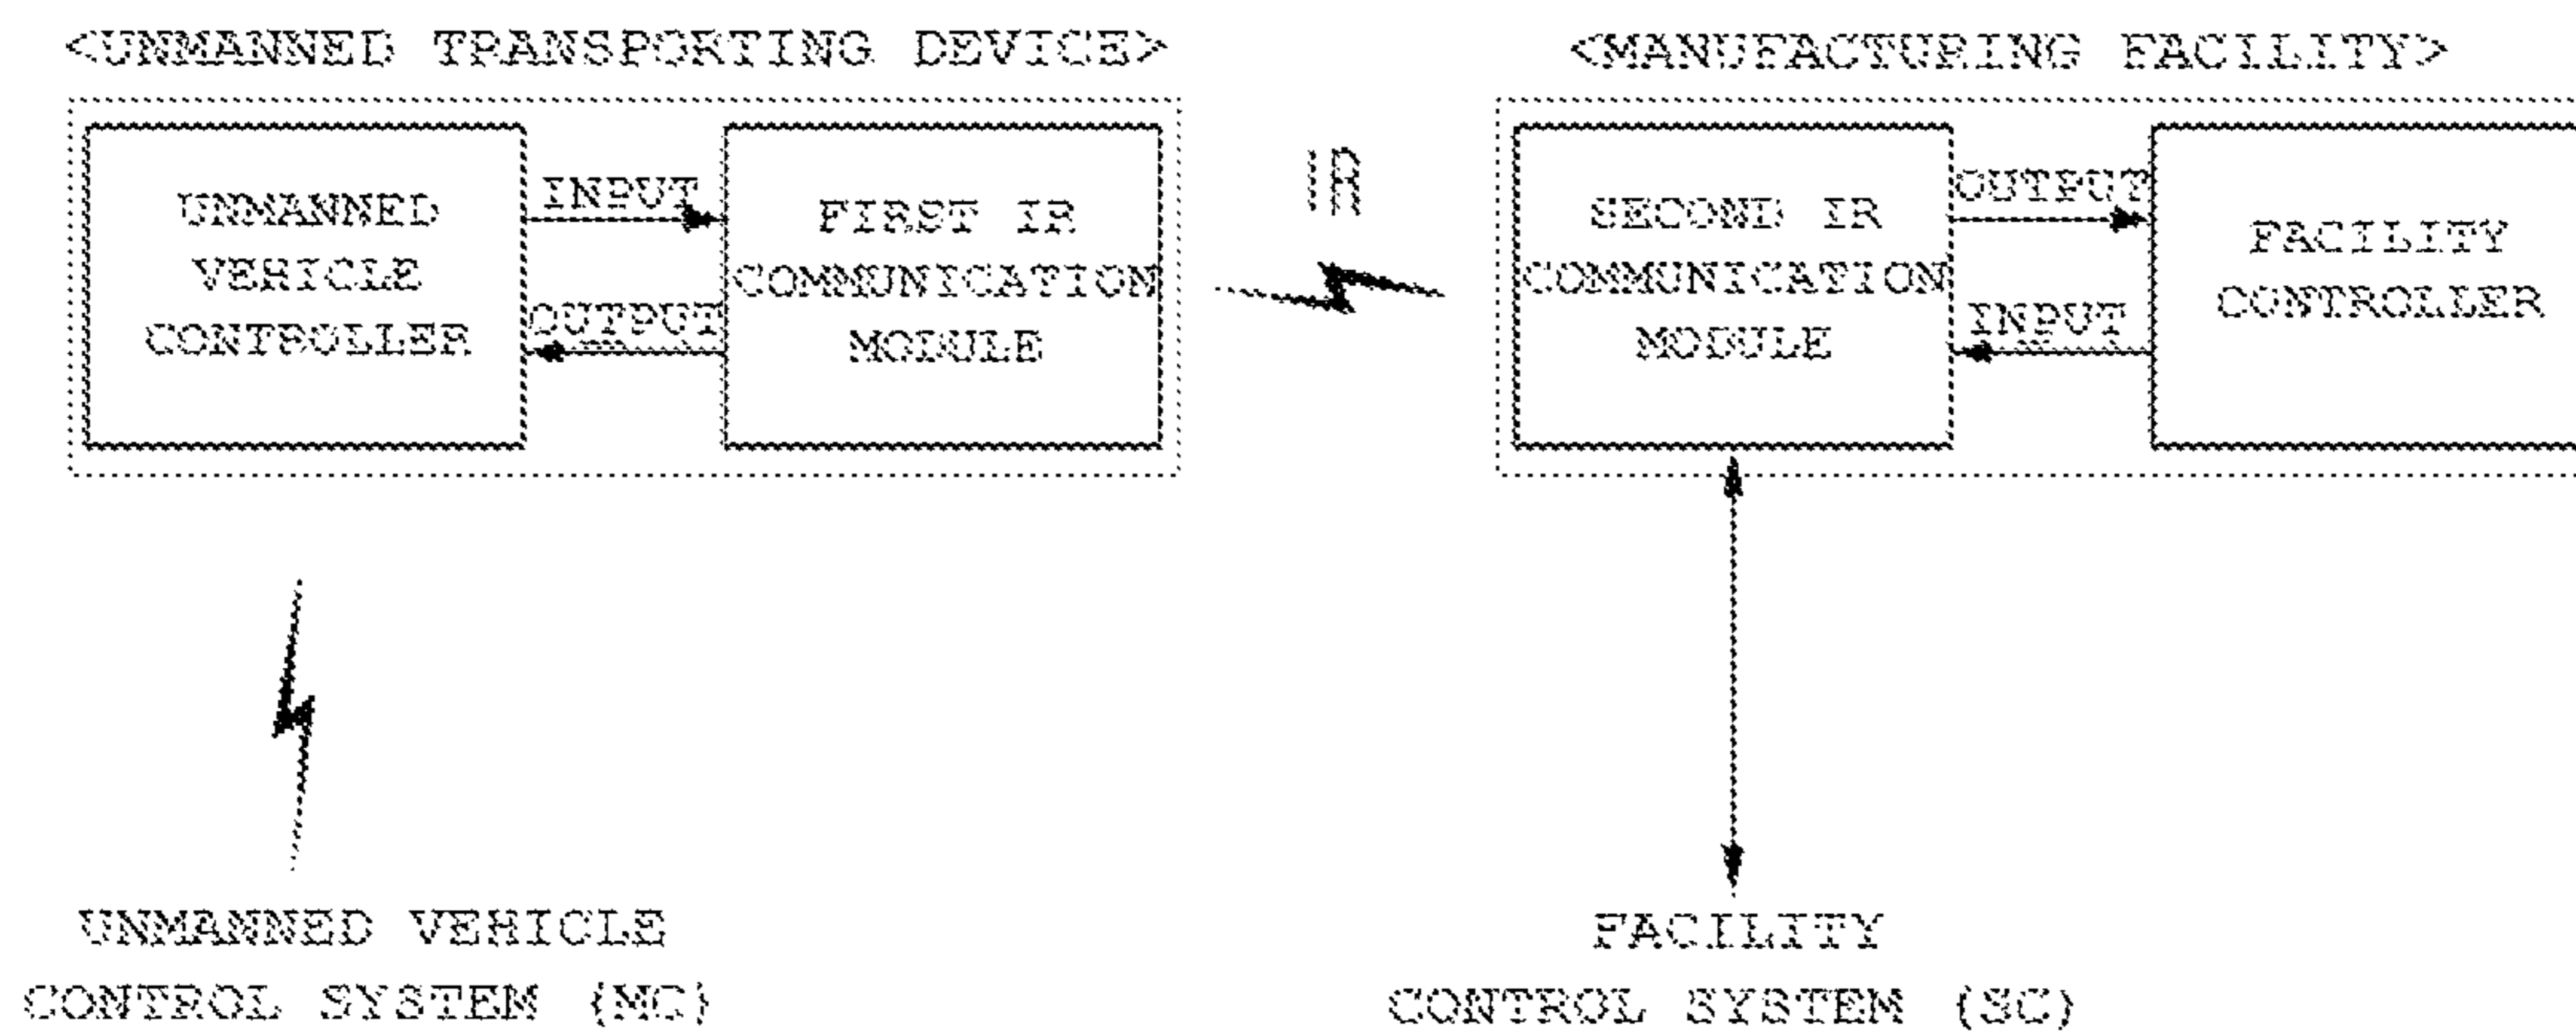 <UNMANNED TRANSPORTING DEVICE>
<MANUFACTURING FACILITY>
UNMANNED
VEHICLE
CONTROLLER
INPUT
OUTPUT
FIRST IR
COMMUNICATION
MODULE
IR
SECOND IR
COMMUNICATION
MODULE
OUTPUT
INPUT
FACILITY
CONTROLLER
UNMANNED VEHICLE
CONTROL SYSTEM (MC)
FACILITY
CONTROL SYSTEM (SC)